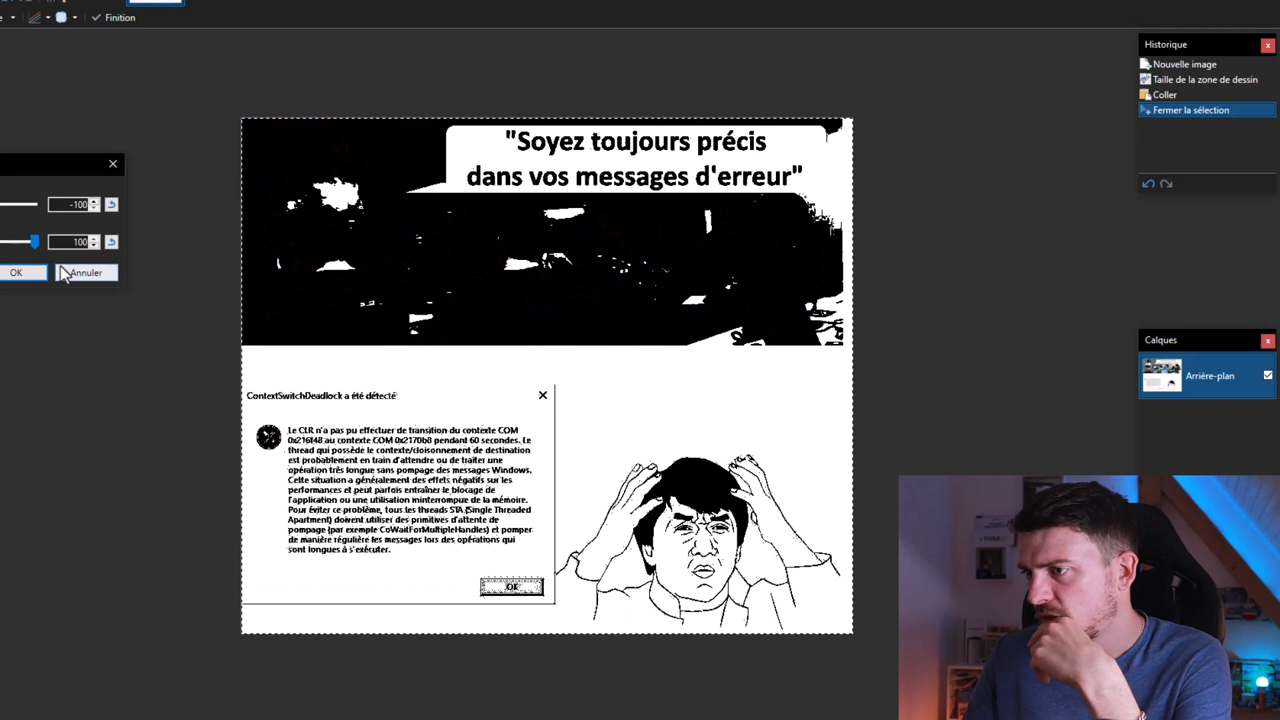 Finition
Historique
Nouvelle image
Taille de la zone de dessin
Coller
Fermer la sélection
"Soyez toujours précis
dans vos messages d'erreur"
-100
100
OK
Annuler
Calques
Arrière-plan
ContextSwitchDeadlock a été détecté
Le CLR n'a pas pu effectuer de transition du contexte COM
0x216f48 au contexte COM 0x2170b8 pendant 60 secondes. Le
thread qui possède le contexte/cloisonnement de destination
est probablement en train d'attendre ou de traiter une
opération très longue sans pompage des messages Windows.
Cette situation a généralement des effets négatifs sur les
performances et peut parfois entraîner le blocage de
l'application ou une utilisation ininterrompue de la mémoire.
Pour éviter ce problème, tous les threads STA (Single Threaded
Apartment) doivent utiliser des primitives d'attente de
pompage (par exemple CoWaitForMultipleHandles) et pomper
de manière régulière les messages lors des opérations qui
sont longues à s'exécuter.
OK